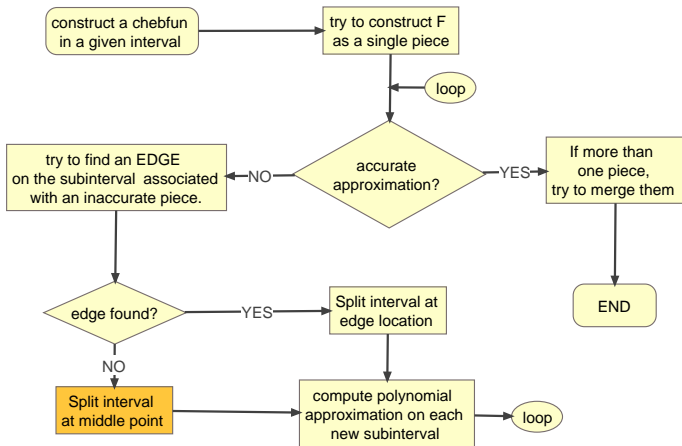 construct a chebfun
in a given interval
try to construct F
as a single piece
loop
accurate
approximation?
NO
YES
try to find an EDGE
on the subinterval associated
with an inaccurate piece.
If more than
one piece,
try to merge them
edge found?
YES
Split interval at
edge location
END
NO
Split interval
at middle point
compute polynomial
approximation on each
new subinterval
loop